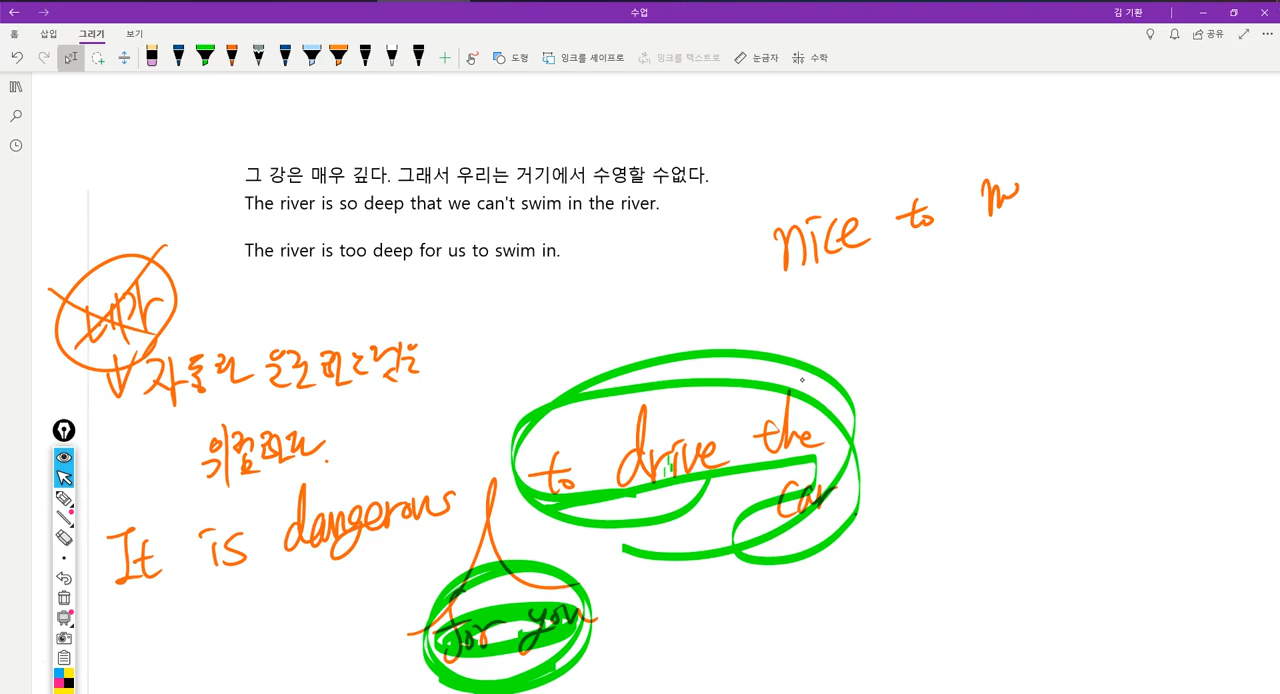 수업
김 기환
홈 삽입 그리기 보기
공유
도형 잉크를 셰이프로 잉크를 텍스트로 눈금자 수학
그 강은 매우 깊다. 그래서 우리는 거기에서 수영할 수없다.
The river is so deep that we can't swim in the river.
The river is too deep for us to swim in.
nice to m
네가
자동차 운전하는것은
위험하다.
It is dangerous to drive the
car
for you